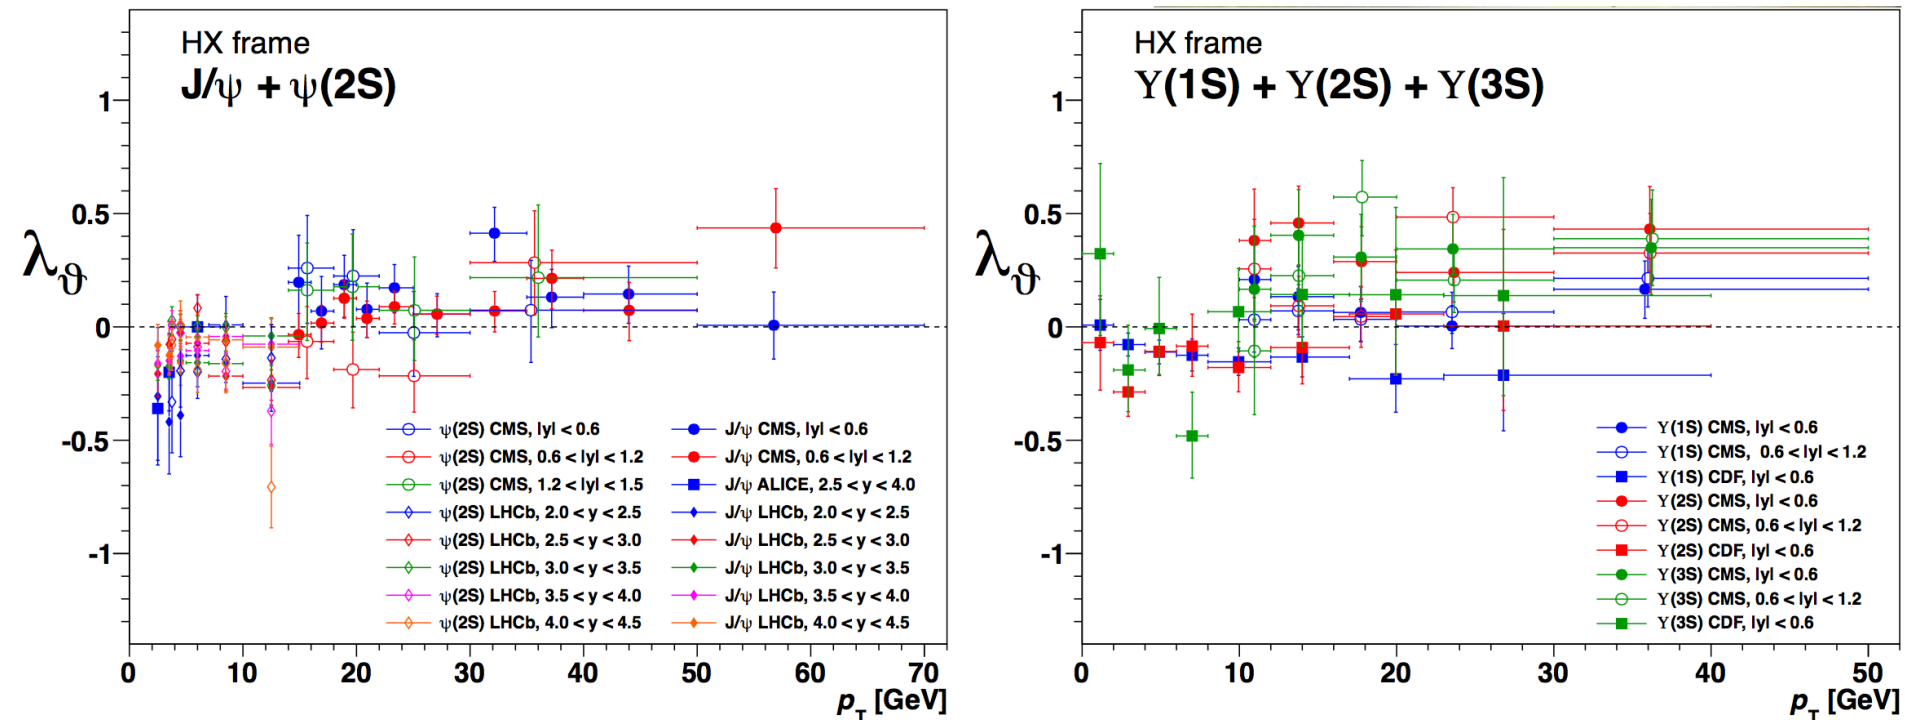 HX frame
J/ψ + ψ(2S)
1
0.5
0
-0.5
-1
λϑ
ψ(2S) CMS, |y| < 0.6
ψ(2S) CMS, 0.6 < |y| < 1.2
ψ(2S) CMS, 1.2 < |y| < 1.5
ψ(2S) LHCb, 2.0 < y < 2.5
ψ(2S) LHCb, 2.5 < y < 3.0
ψ(2S) LHCb, 3.0 < y < 3.5
ψ(2S) LHCb, 3.5 < y < 4.0
ψ(2S) LHCb, 4.0 < y < 4.5
J/ψ CMS, |y| < 0.6
J/ψ CMS, 0.6 < |y| < 1.2
J/ψ ALICE, 2.5 < y < 4.0
J/ψ LHCb, 2.0 < y < 2.5
J/ψ LHCb, 2.5 < y < 3.0
J/ψ LHCb, 3.0 < y < 3.5
J/ψ LHCb, 3.5 < y < 4.0
J/ψ LHCb, 4.0 < y < 4.5
0 10 20 30 40 50 60 70
pT [GeV]
HX frame
ϒ(1S) + ϒ(2S) + ϒ(3S)
1
0.5
0
-0.5
-1
λϑ
ϒ(1S) CMS, |y| < 0.6
ϒ(1S) CMS, 0.6 < |y| < 1.2
ϒ(1S) CDF, |y| < 0.6
ϒ(2S) CMS, |y| < 0.6
ϒ(2S) CMS, 0.6 < |y| < 1.2
ϒ(2S) CDF, |y| < 0.6
ϒ(3S) CMS, |y| < 0.6
ϒ(3S) CMS, 0.6 < |y| < 1.2
ϒ(3S) CDF, |y| < 0.6
0 10 20 30 40 50
pT [GeV]